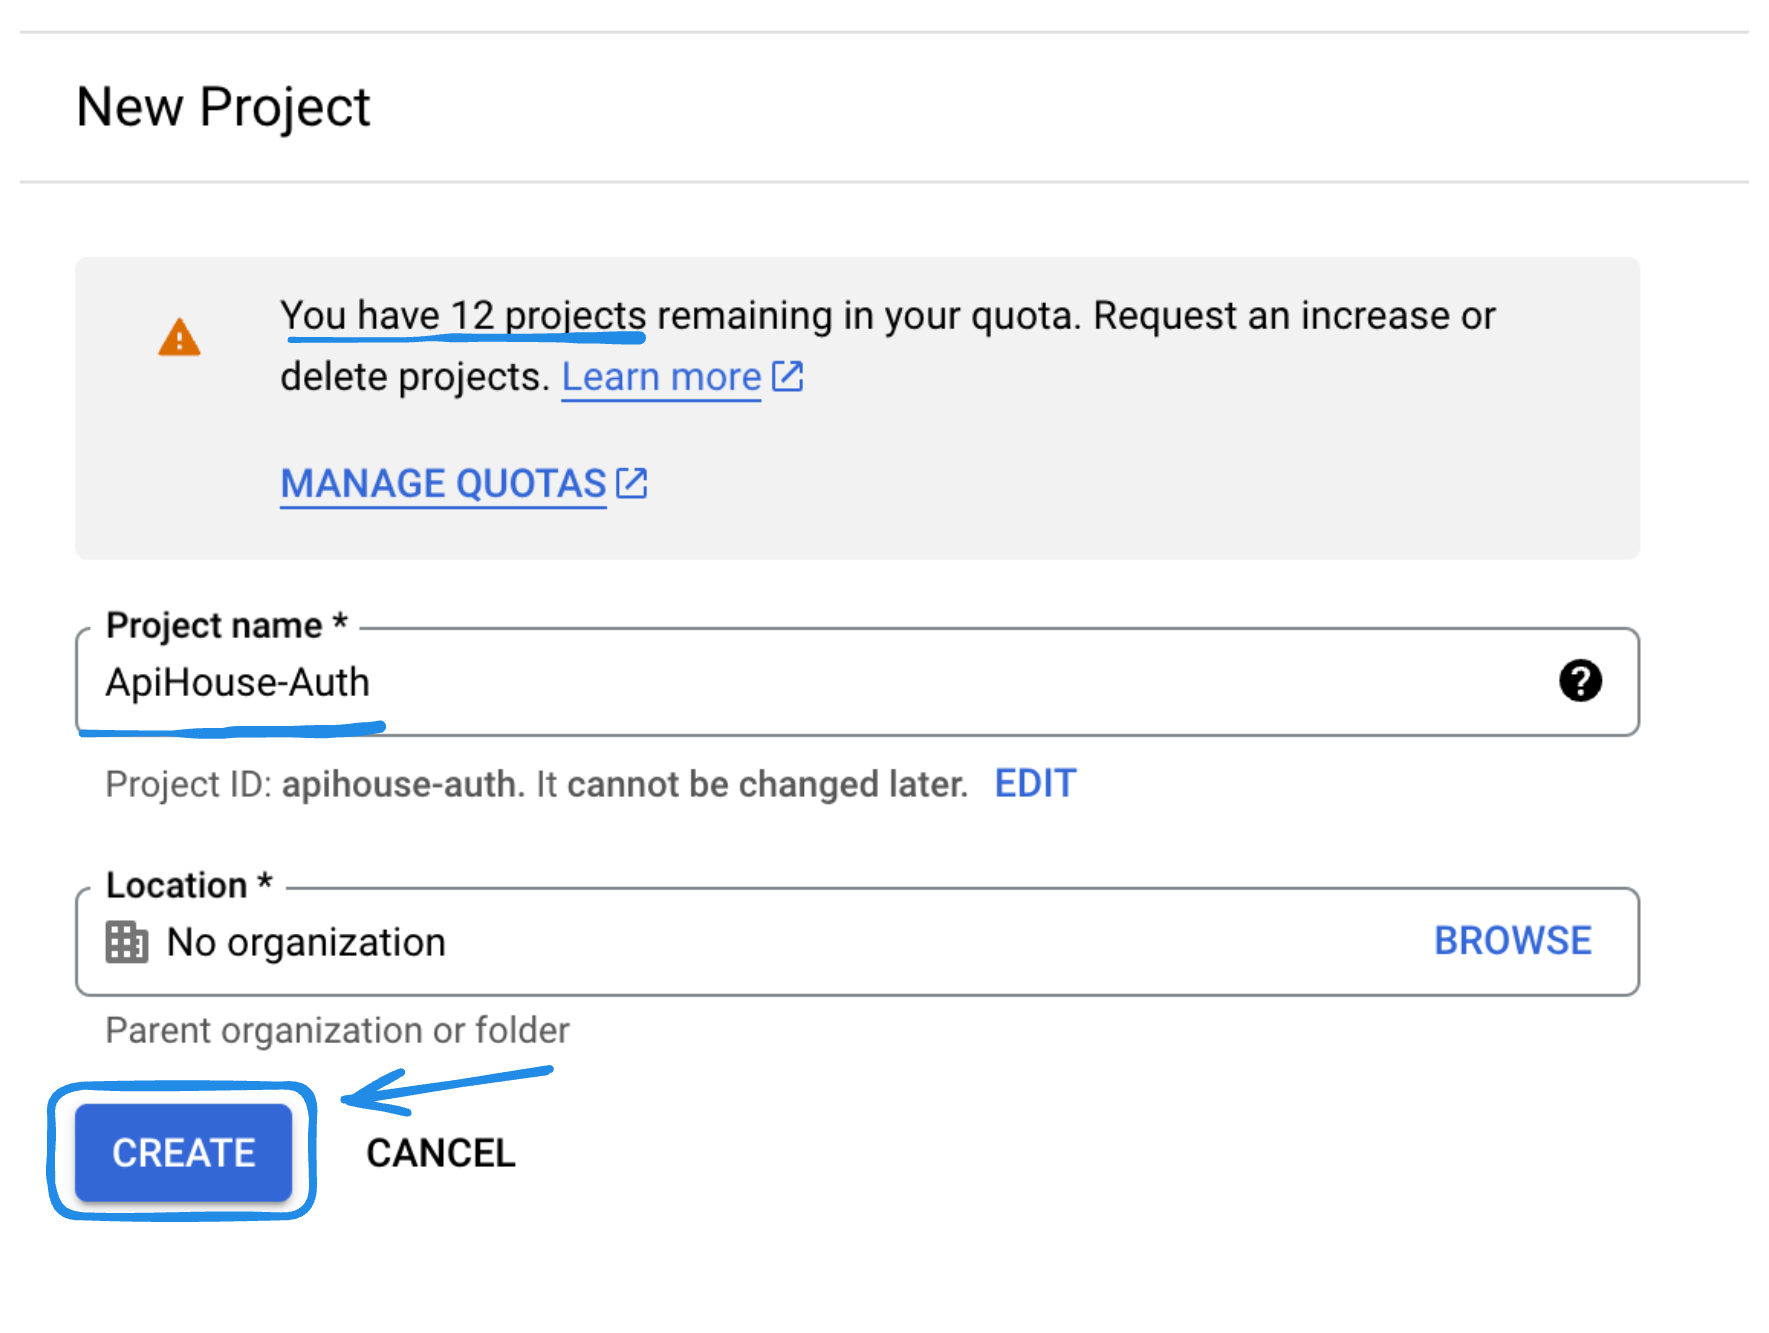 New Project
You have 12 projects remaining in your quota. Request an increase or
delete projects. Learn more
MANAGE QUOTAS
Project name *
ApiHouse-Auth
Project ID: apihouse-auth. It cannot be changed later. EDIT
Location *
No organization BROWSE
Parent organization or folder
CREATE CANCEL